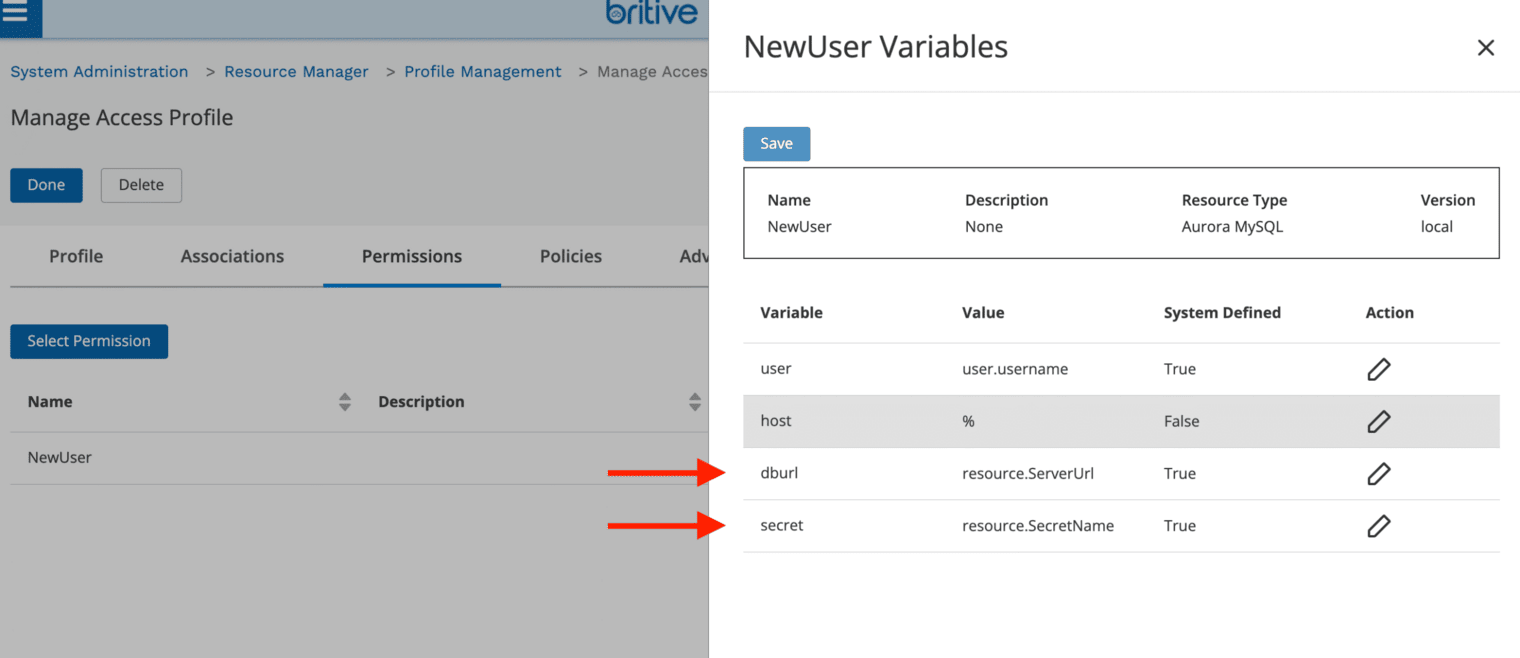 britive
System Administration > Resource Manager > Profile Management > Manage Acces
Manage Access Profile
Done Delete
Profile Associations Permissions Policies Adv
Select Permission
Name Description
NewUser
NewUser Variables
Save
Name Description Resource Type Version
NewUser None Aurora MySQL local
Variable Value System Defined Action
user user.username True
host % False
dburl resource.ServerUrl True
secret resource.SecretName True